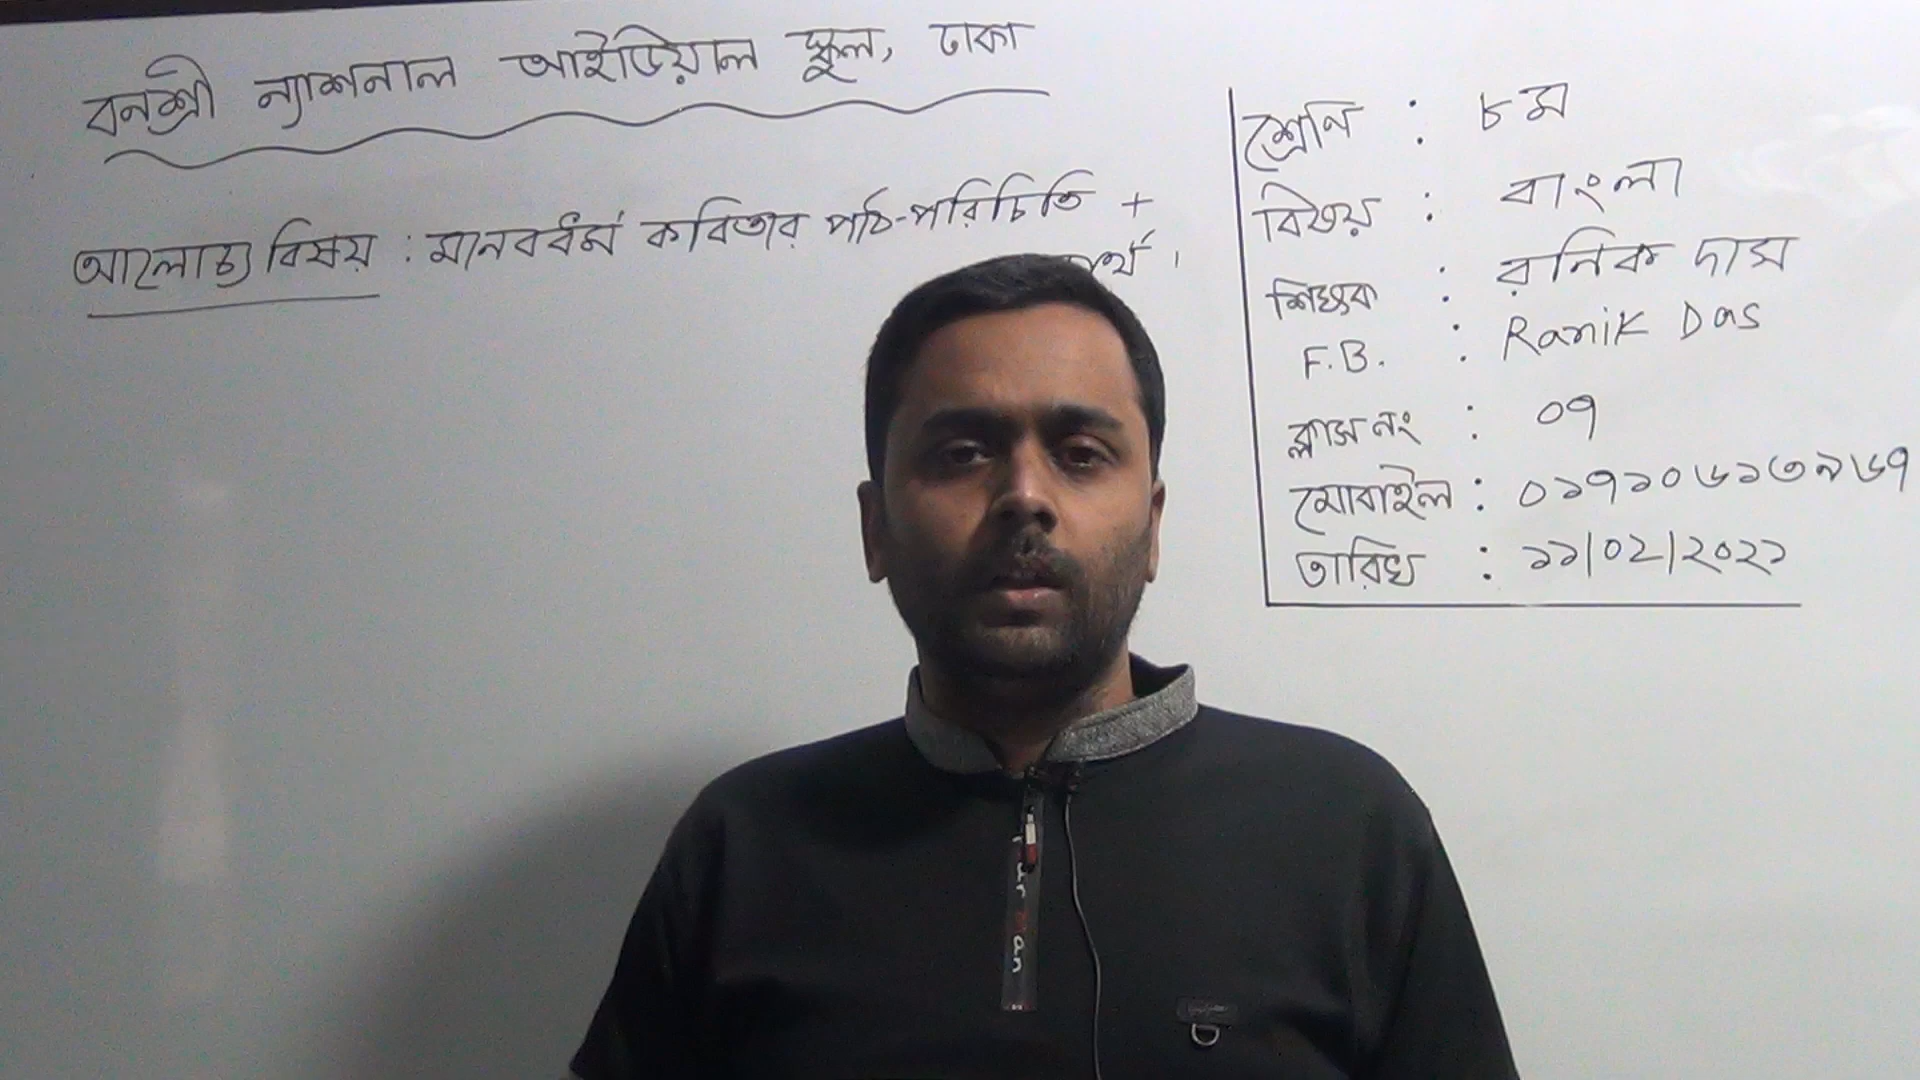 বনশ্রী ন্যাশনাল আইডিয়াল স্কুল, ঢাকা
আলোচ্য বিষয় : মানবধর্ম কবিতার পাঠ-পরিচিতি +
শ্রেনি : ৮ম
বিষয় : বাংলা
শিক্ষক : রনিক দাস
F.B. : Ranik Das
ক্লাস নং : ০৭
মোবাইল : ০১৭১০৬১৩৯৬৭
তারিখ : ১১/০২/২০২১